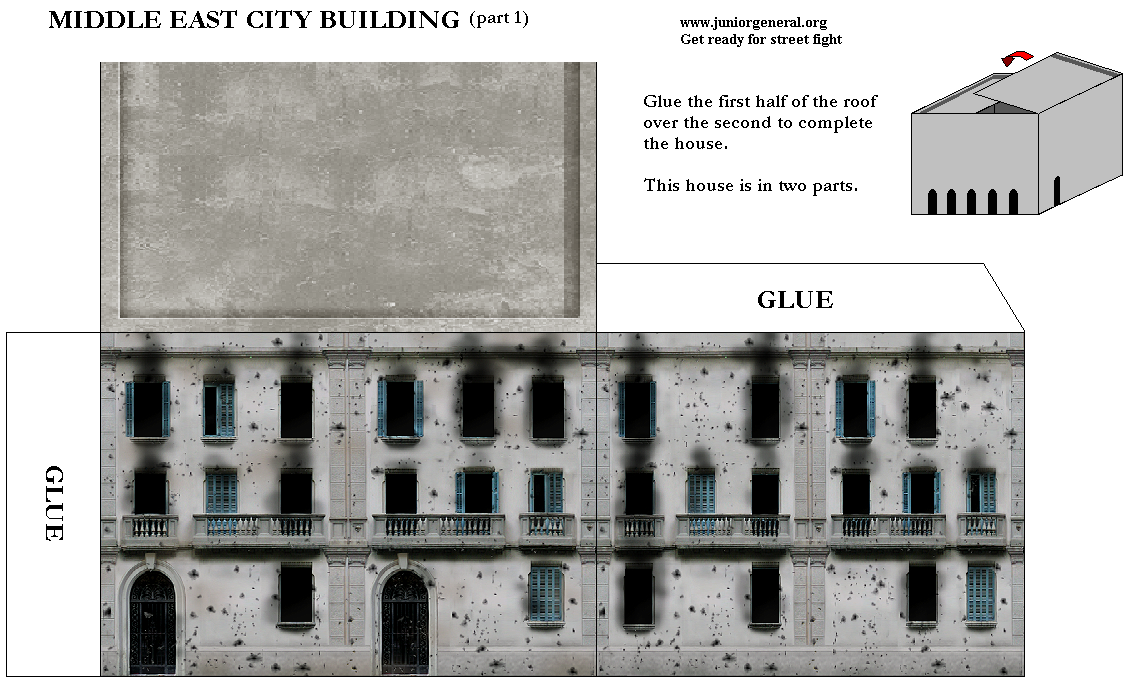 MIDDLE EAST CITY BUILDING (part 1)
www.juniorgeneral.org
Get ready for street fight
Glue the first half of the roof
over the second to complete
the house.
This house is in two parts.
GLUE
GLUE